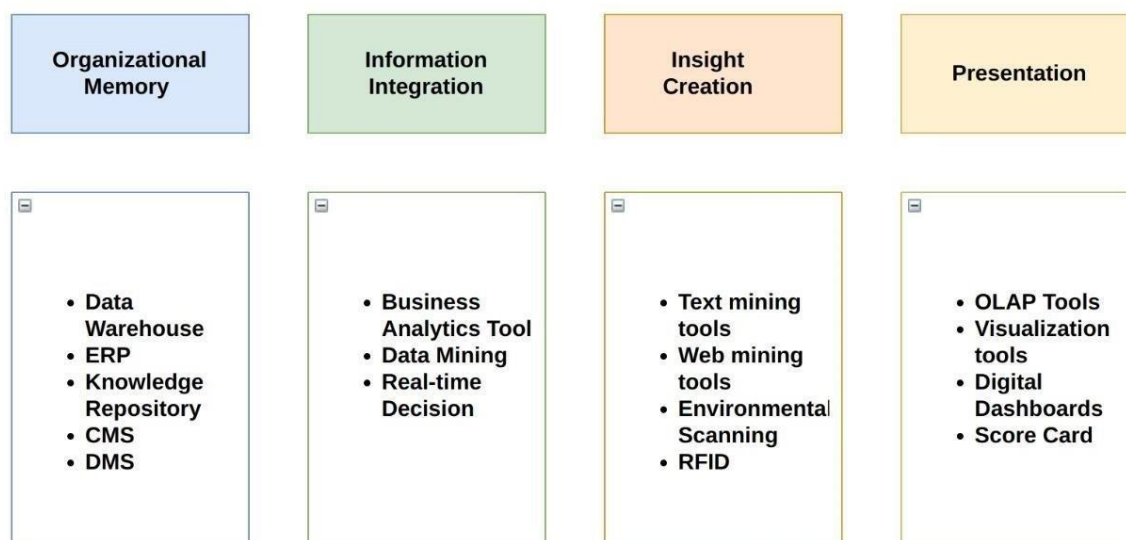 Organizational
Memory
Information
Integration
Insight
Creation
Presentation
• Data
Warehouse
• ERP
• Knowledge
Repository
• CMS
• DMS
• Business
Analytics Tool
• Data Mining
• Real-time
Decision
• Text mining
tools
• Web mining
tools
• Environmental
Scanning
• RFID
• OLAP Tools
• Visualization
tools
• Digital
Dashboards
• Score Card